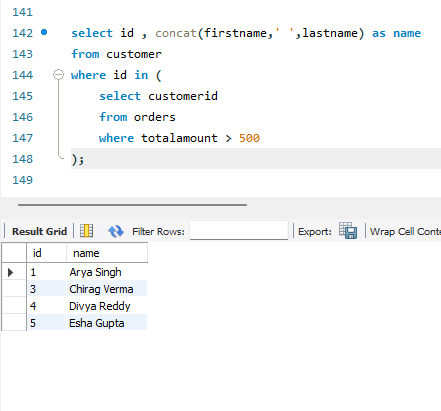 141
142 select id , concat(firstname,' ',lastname) as name
143 from customer
144 where id in (
145 select customerid
146 from orders
147 where totalamount > 500
148 );
149
Result Grid Filter Rows: Export: Wrap Cell Conte
id name
1 Arya Singh
3 Chirag Verma
4 Divya Reddy
5 Esha Gupta